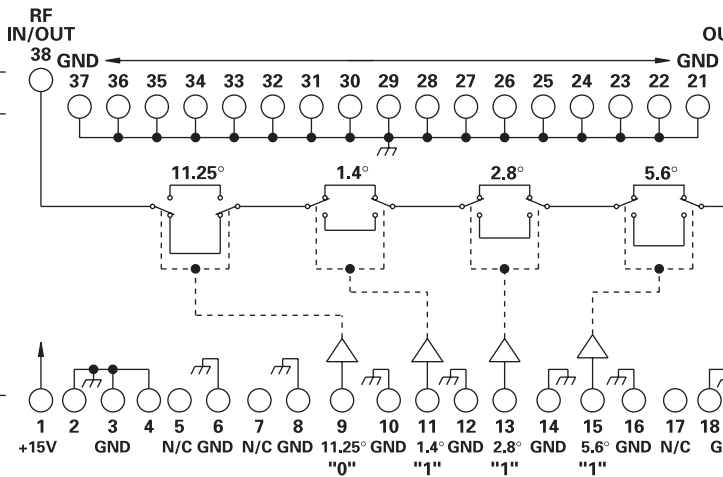 RF
IN/OUT OU
38 GND GND
37 36 35 34 33 32 31 30 29 28 27 26 25 24 23 22 21
11.25° 1.4° 2.8° 5.6°
1 2 3 4 5 6 7 8 9 10 11 12 13 14 15 16 17 18
+15V GND N/C GND N/C GND 11.25° GND 1.4° GND 2.8° GND 5.6° GND N/C G
"0" "1" "1" "1"